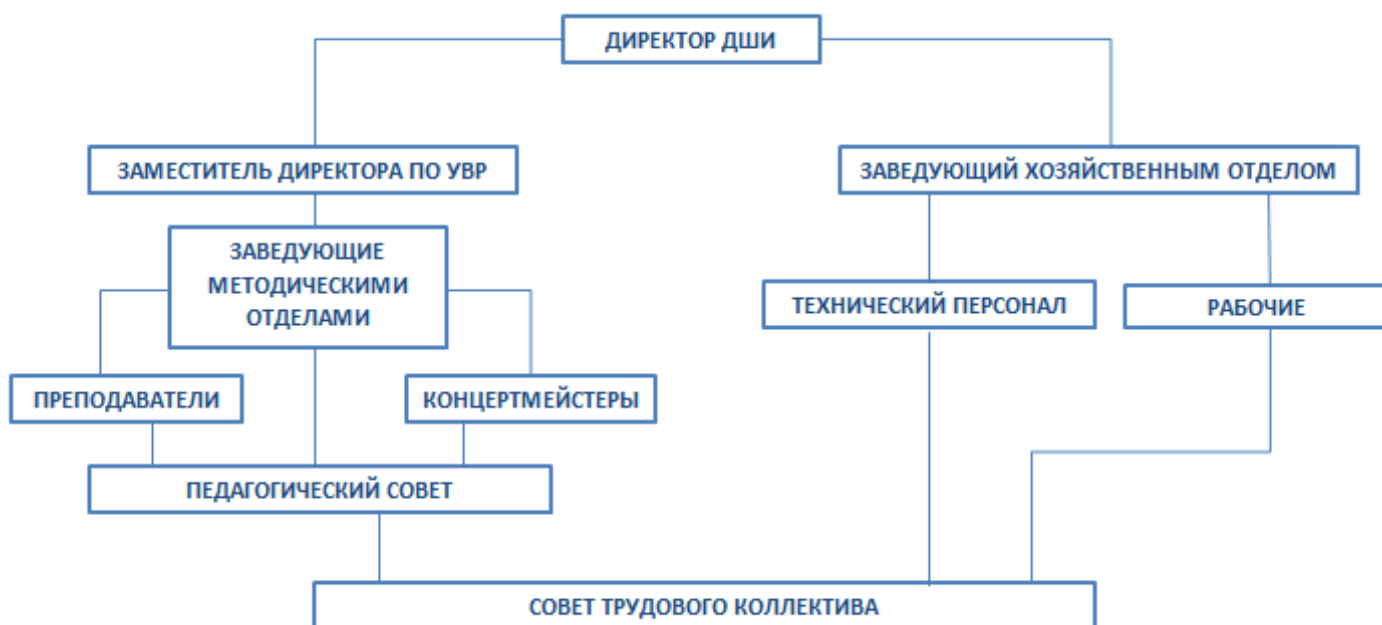 ДИРЕКТОР ДШИ
ЗАМЕСТИТЕЛЬ ДИРЕКТОРА ПО УВР
ЗАВЕДУЮЩИЙ ХОЗЯЙСТВЕННЫМ ОТДЕЛОМ
ЗАВЕДУЮЩИЕ
МЕТОДИЧЕСКИМИ
ОТДЕЛАМИ
ТЕХНИЧЕСКИЙ ПЕРСОНАЛ
РАБОЧИЕ
ПРЕПОДАВАТЕЛИ
КОНЦЕРТМЕЙСТЕРЫ
ПЕДАГОГИЧЕСКИЙ СОВЕТ
СОВЕТ ТРУДОВОГО КОЛЛЕКТИВА